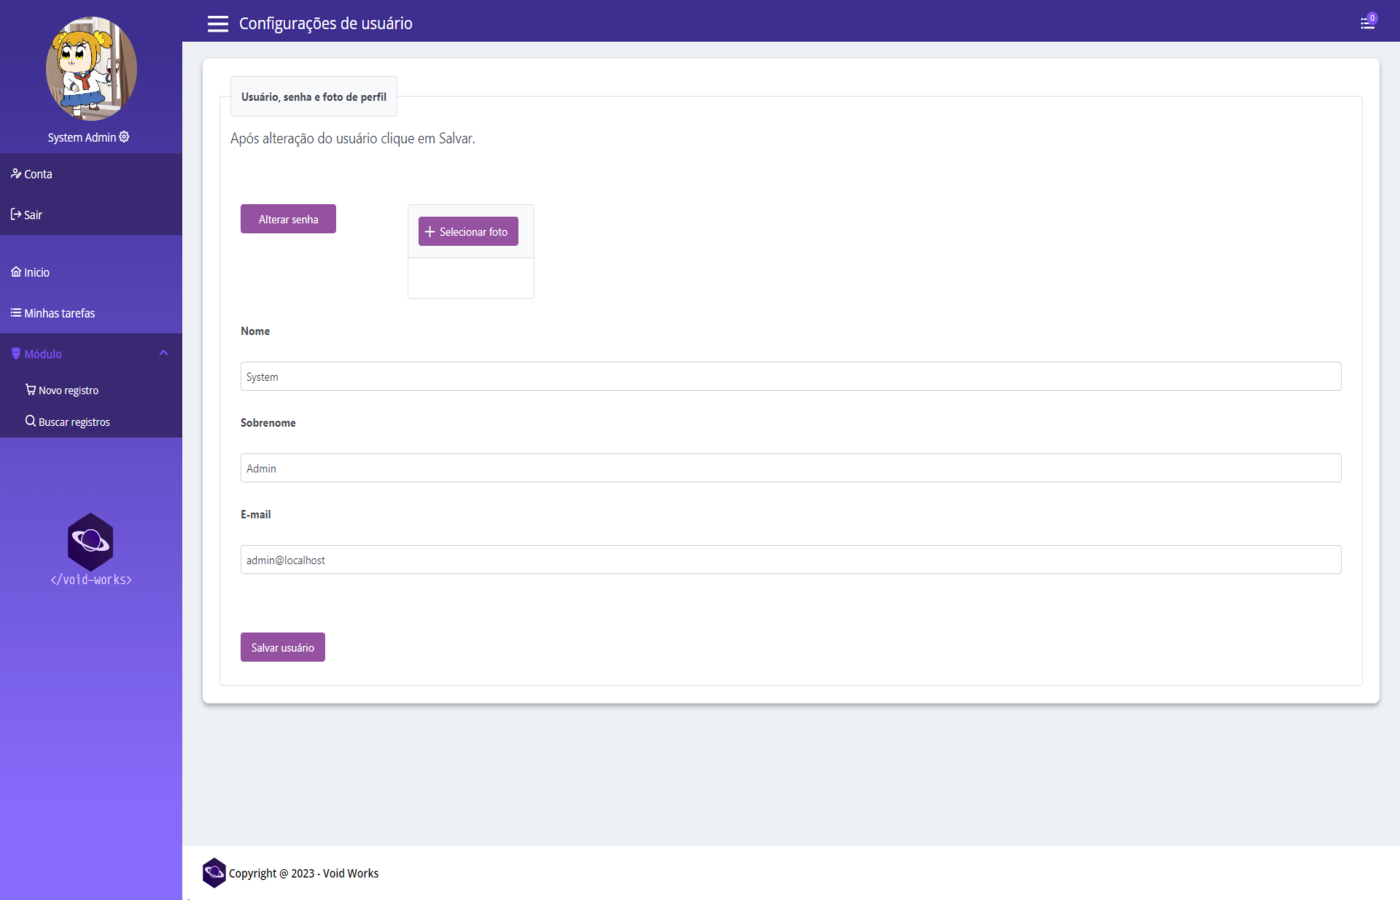 Configurações de usuário
0
System Admin
Conta
Sair
Inicio
Minhas tarefas
Módulo
Novo registro
Buscar registros
</void-works>
Usuário, senha e foto de perfil
Após alteração do usuário clique em Salvar.
Alterar senha
Selecionar foto
Nome
System
Sobrenome
Admin
E-mail
admin@localhost
Salvar usuário
Copyright @ 2023 - Void Works